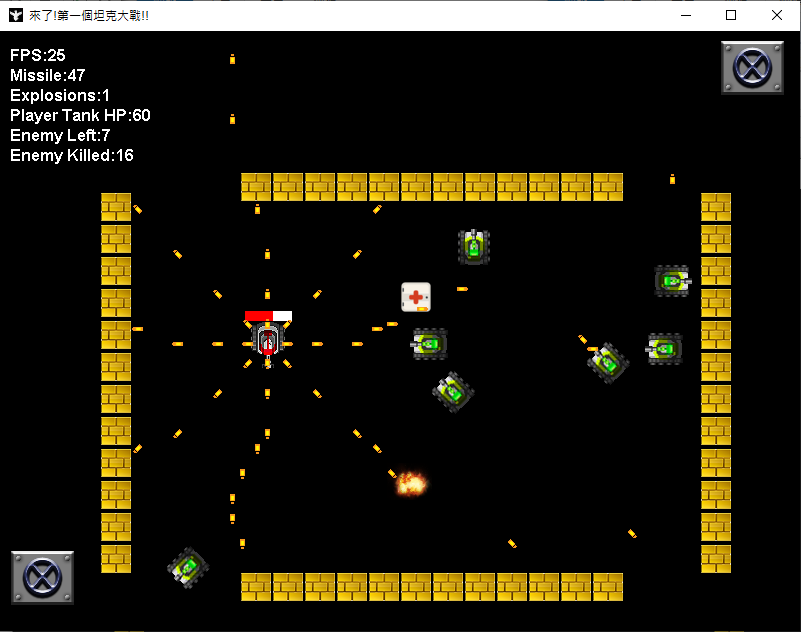 來了!第一個坦克大戰!!
FPS:25
Missile:47
Explosions:1
Player Tank HP:60
Enemy Left:7
Enemy Killed:16